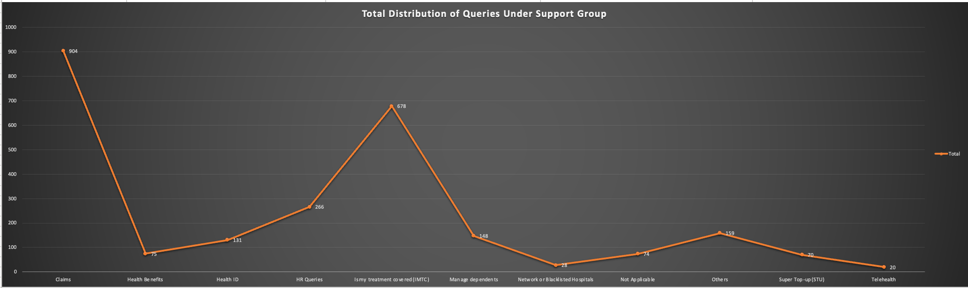 Total Distribution of Queries Under Support Group
1000
900
800
700
600
500
400
300
200
100
0
904
75
131
266
678
148
28
74
159
70
20
Total
Claims
Health Benefits
Health ID
HR Queries
Is my treatment covered (IMTC)
Manage dependents
Network or Blacklisted Hospitals
Not Applicable
Others
Super Top-up (STU)
Telehealth